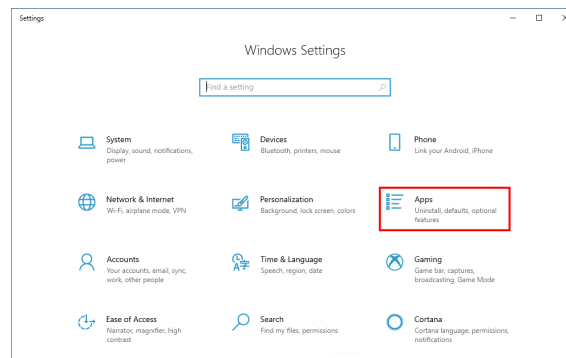 Settings
Windows Settings
Find a setting
System
Display, sound, notifications,
power
Devices
Bluetooth, printers, mouse
Phone
Link your Android, iPhone
Network & Internet
Wi-Fi, airplane mode, VPN
Personalization
Background, lock screen, colors
Apps
Uninstall, defaults, optional
features
Accounts
Your accounts, email, sync,
work, other people
Time & Language
Speech, region, date
Gaming
Game bar, captures,
broadcasting, Game Mode
Ease of Access
Narrator, magnifier, high
contrast
Search
Find my files, permissions
Cortana
Cortana language, permissions,
notifications